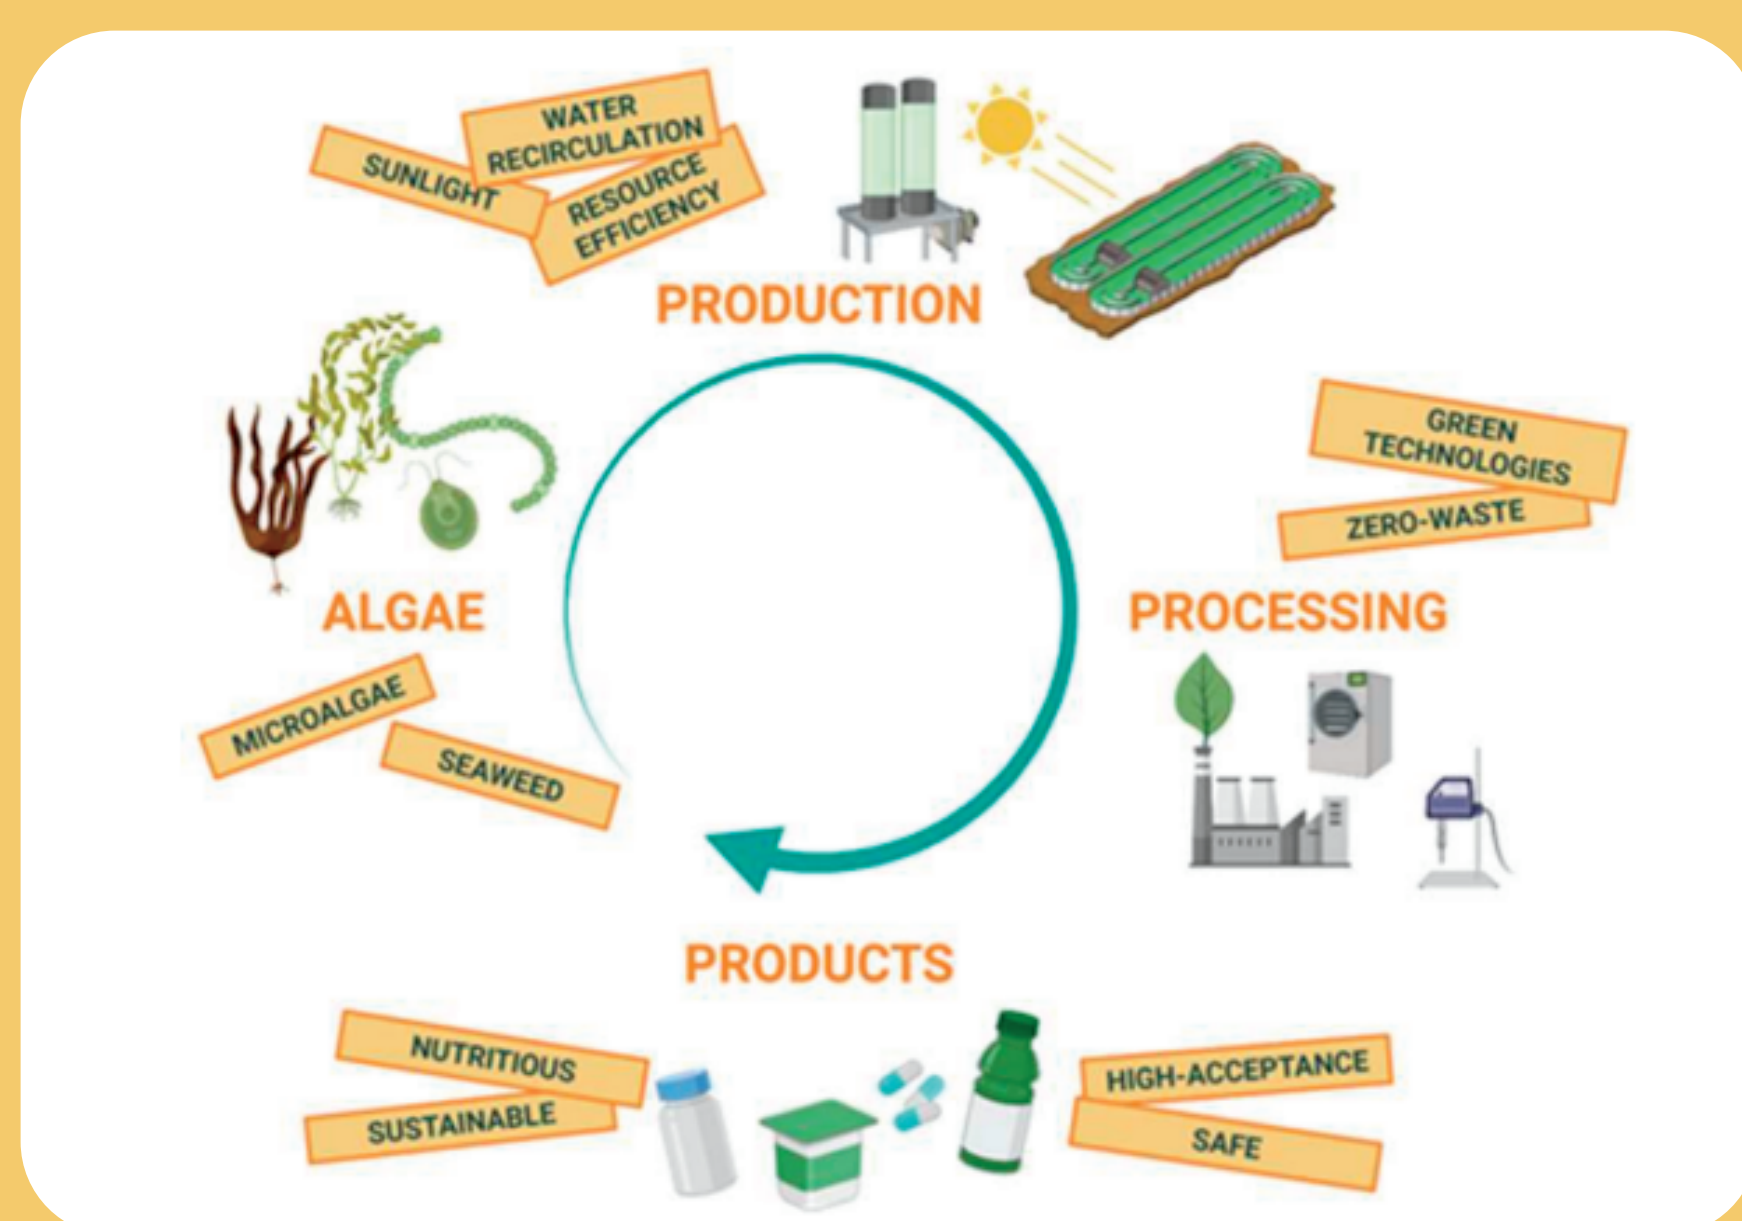 WATER
RECIRCULATION
SUNLIGHT
RESOURCE
EFFICIENCY
PRODUCTION
GREEN
TECHNOLOGIES
ZERO-WASTE
ALGAE
PROCESSING
MICROALGAE
SEAWEED
PRODUCTS
NUTRITIOUS
SUSTAINABLE
HIGH-ACCEPTANCE
SAFE